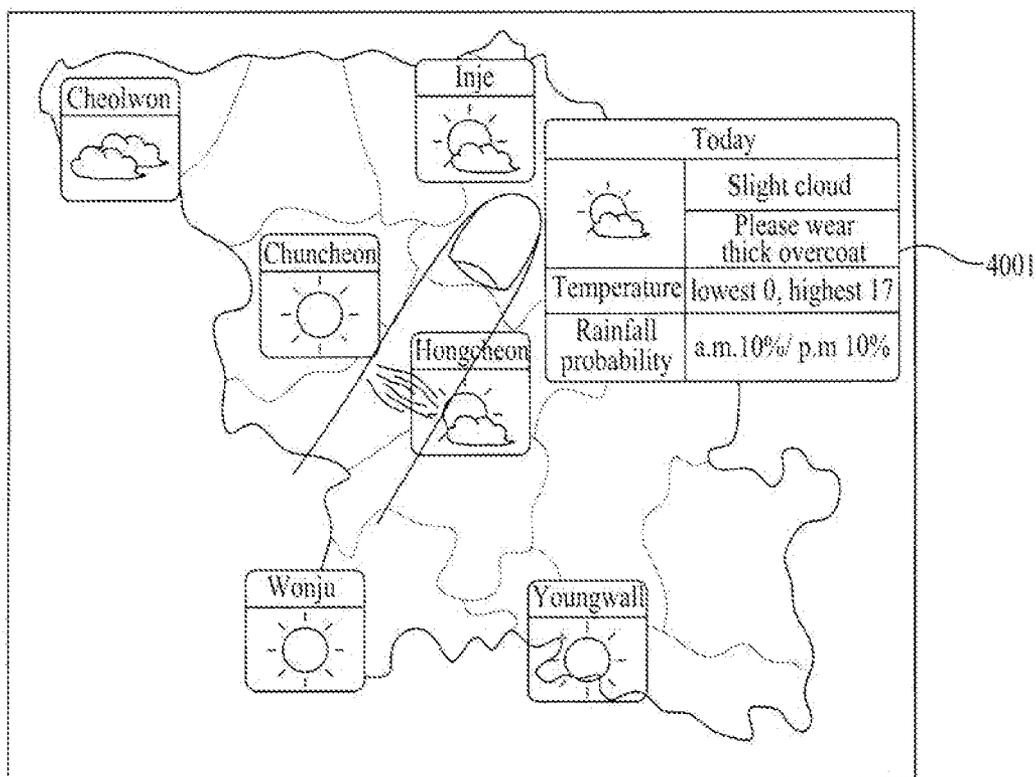 Inje
Cheolwon
Today
Slight cloud
Please wear
thick overcoat
4001
Chuncheon
Temperature
lowest 0, highest 17
Hongcheon
Rainfall
probability
a.m.10%/ p.m 10%
Wonju
Youngwall